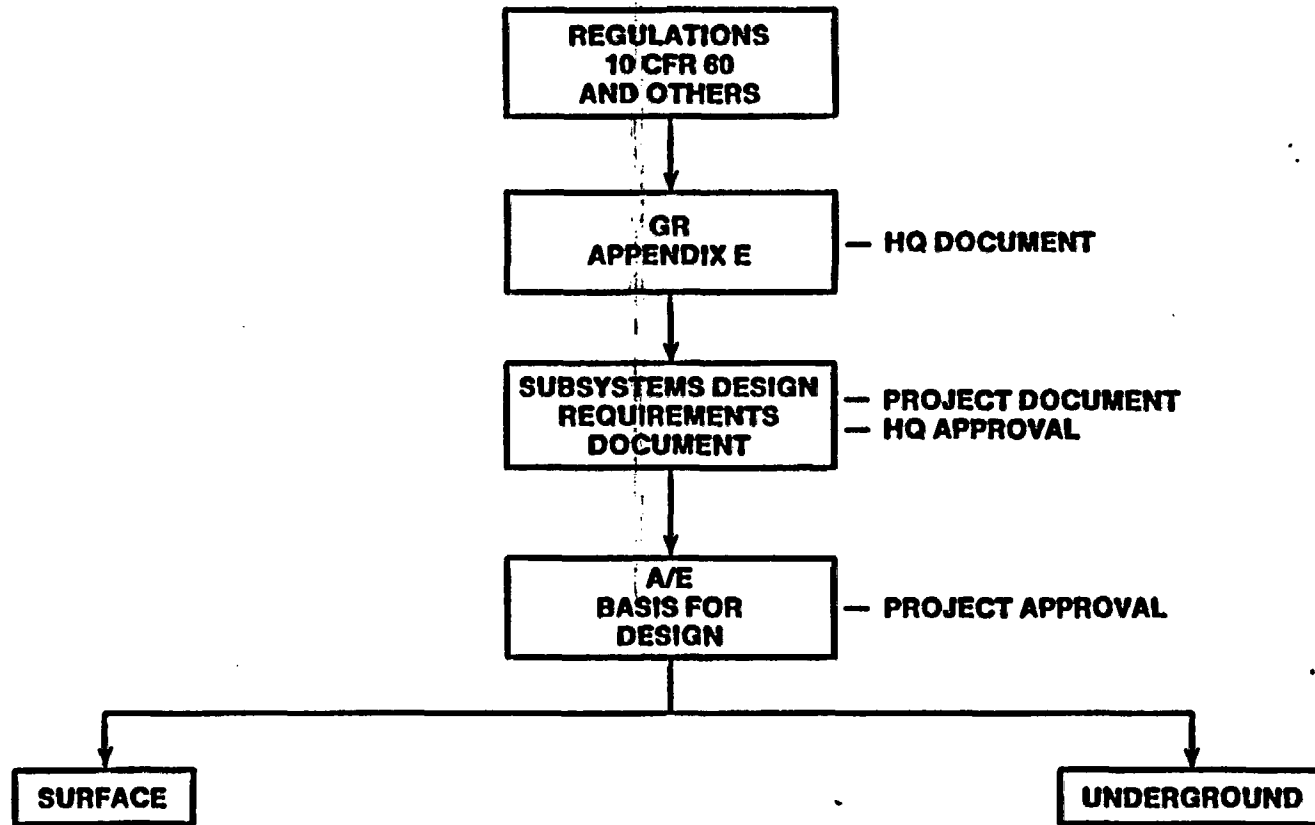 REGULATIONS
10 CFR 60
AND OTHERS
GR
APPENDIX E
— HQ DOCUMENT
SUBSYSTEMS DESIGN
REQUIREMENTS
DOCUMENT
— PROJECT DOCUMENT
— HQ APPROVAL
A/E
BASIS FOR
DESIGN
— PROJECT APPROVAL
SURFACE
UNDERGROUND